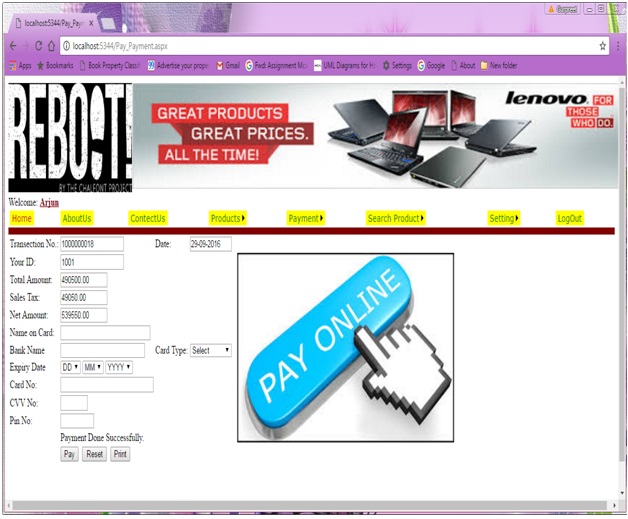 Gurpreet
localhost:5344/Pay_Paym
localhost:5344/Pay_Payment.aspx
Apps Bookmarks Book Property Classif Advertise your prope Gmail Fwd: Assignment Mo UML Diagrams for Settings Google About New folder
REBOOT!
BY THE CHALFONT PROJECT
GREAT PRODUCTS
GREAT PRICES.
ALL THE TIME!
lenovo. FOR
THOSE
WHO DO.
Welcome: Arjun
Home AboutUs ContectUs Products Payment Search Product Setting LogOut
Transection No.: 1000000018 Date: 29-09-2016
Your ID: 1001
Total Amount: 490500.00
Sales Tax: 49050.00
Net Amount: 539550.00
Name on Card:
Bank Name Card Type: Select
Expiry Date DD MM YYYY
Card No:
CVV No:
Pin No:
PAY ONLINE
Payment Done Successfully.
Pay Reset Print